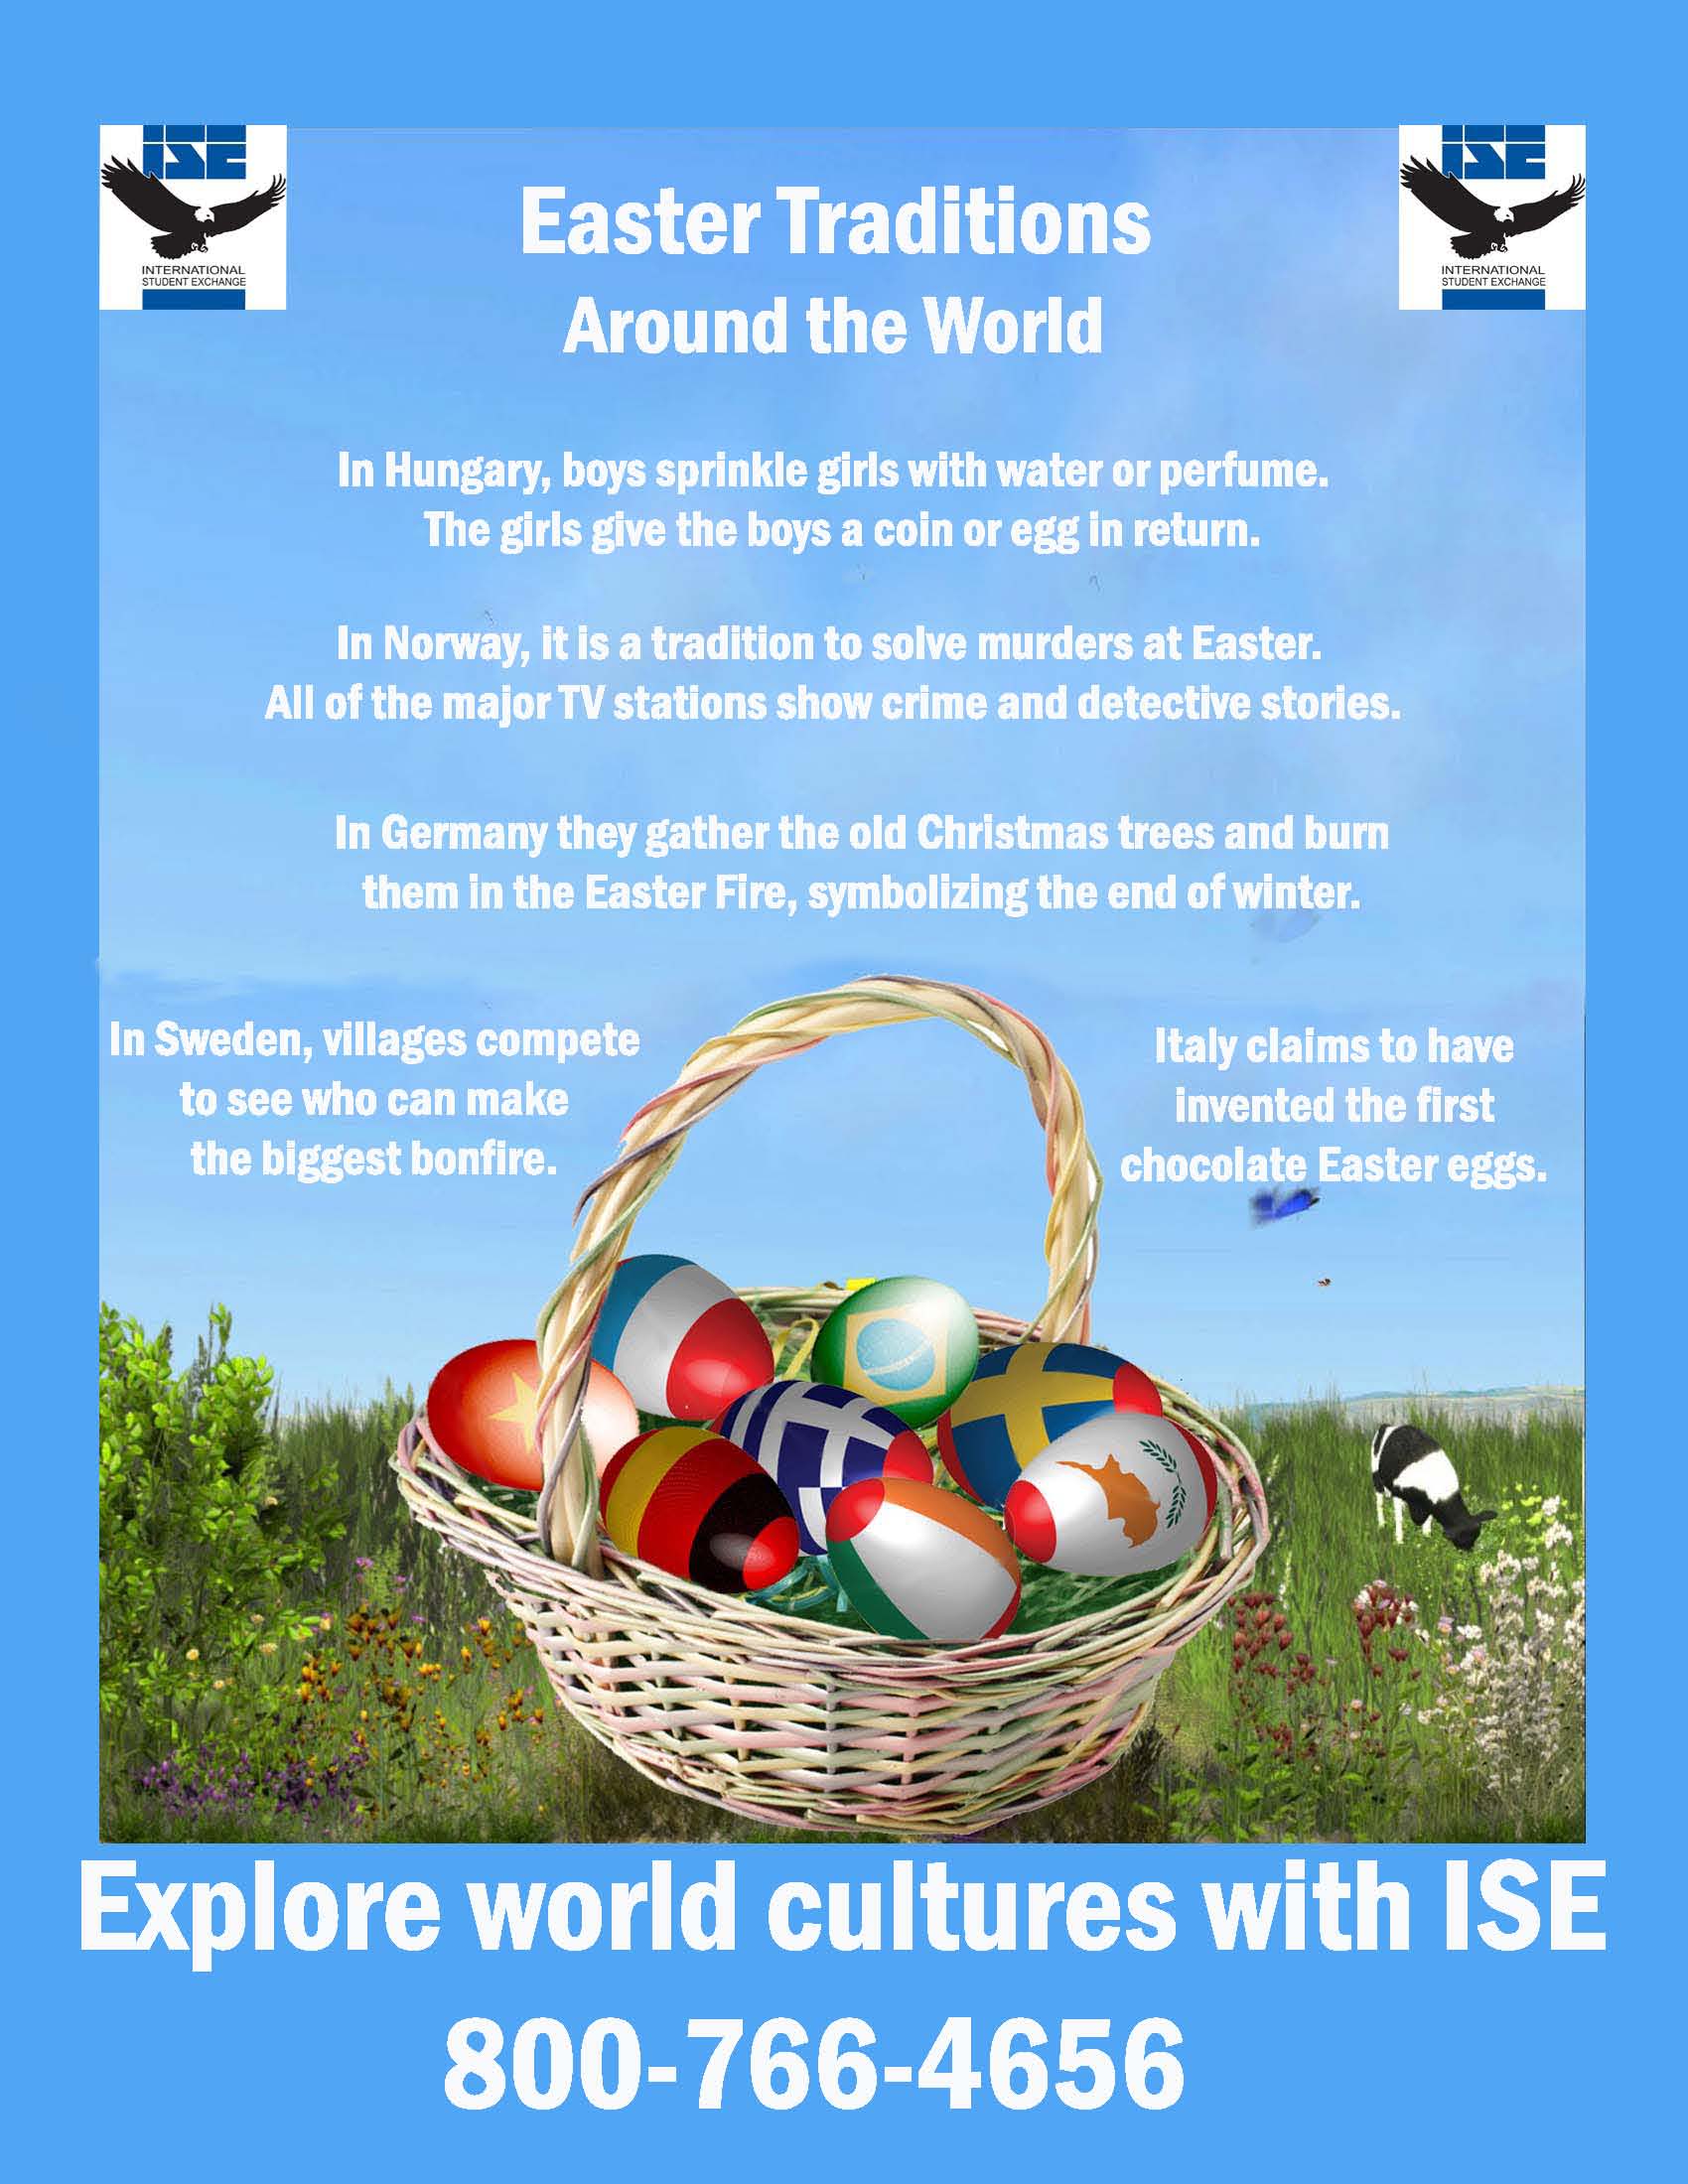 ISE
INTERNATIONAL
STUDENT EXCHANGE
ISE
INTERNATIONAL
STUDENT EXCHANGE
Easter Traditions
Around the World
In Hungary, boys sprinkle girls with water or perfume.
The girls give the boys a coin or egg in return.
In Norway, it is a tradition to solve murders at Easter.
All of the major TV stations show crime and detective stories.
In Germany they gather the old Christmas trees and burn
them in the Easter Fire, symbolizing the end of winter.
In Sweden, villages compete
to see who can make
the biggest bonfire.
Italy claims to have
invented the first
chocolate Easter eggs.
Explore world cultures with ISE
800-766-4656